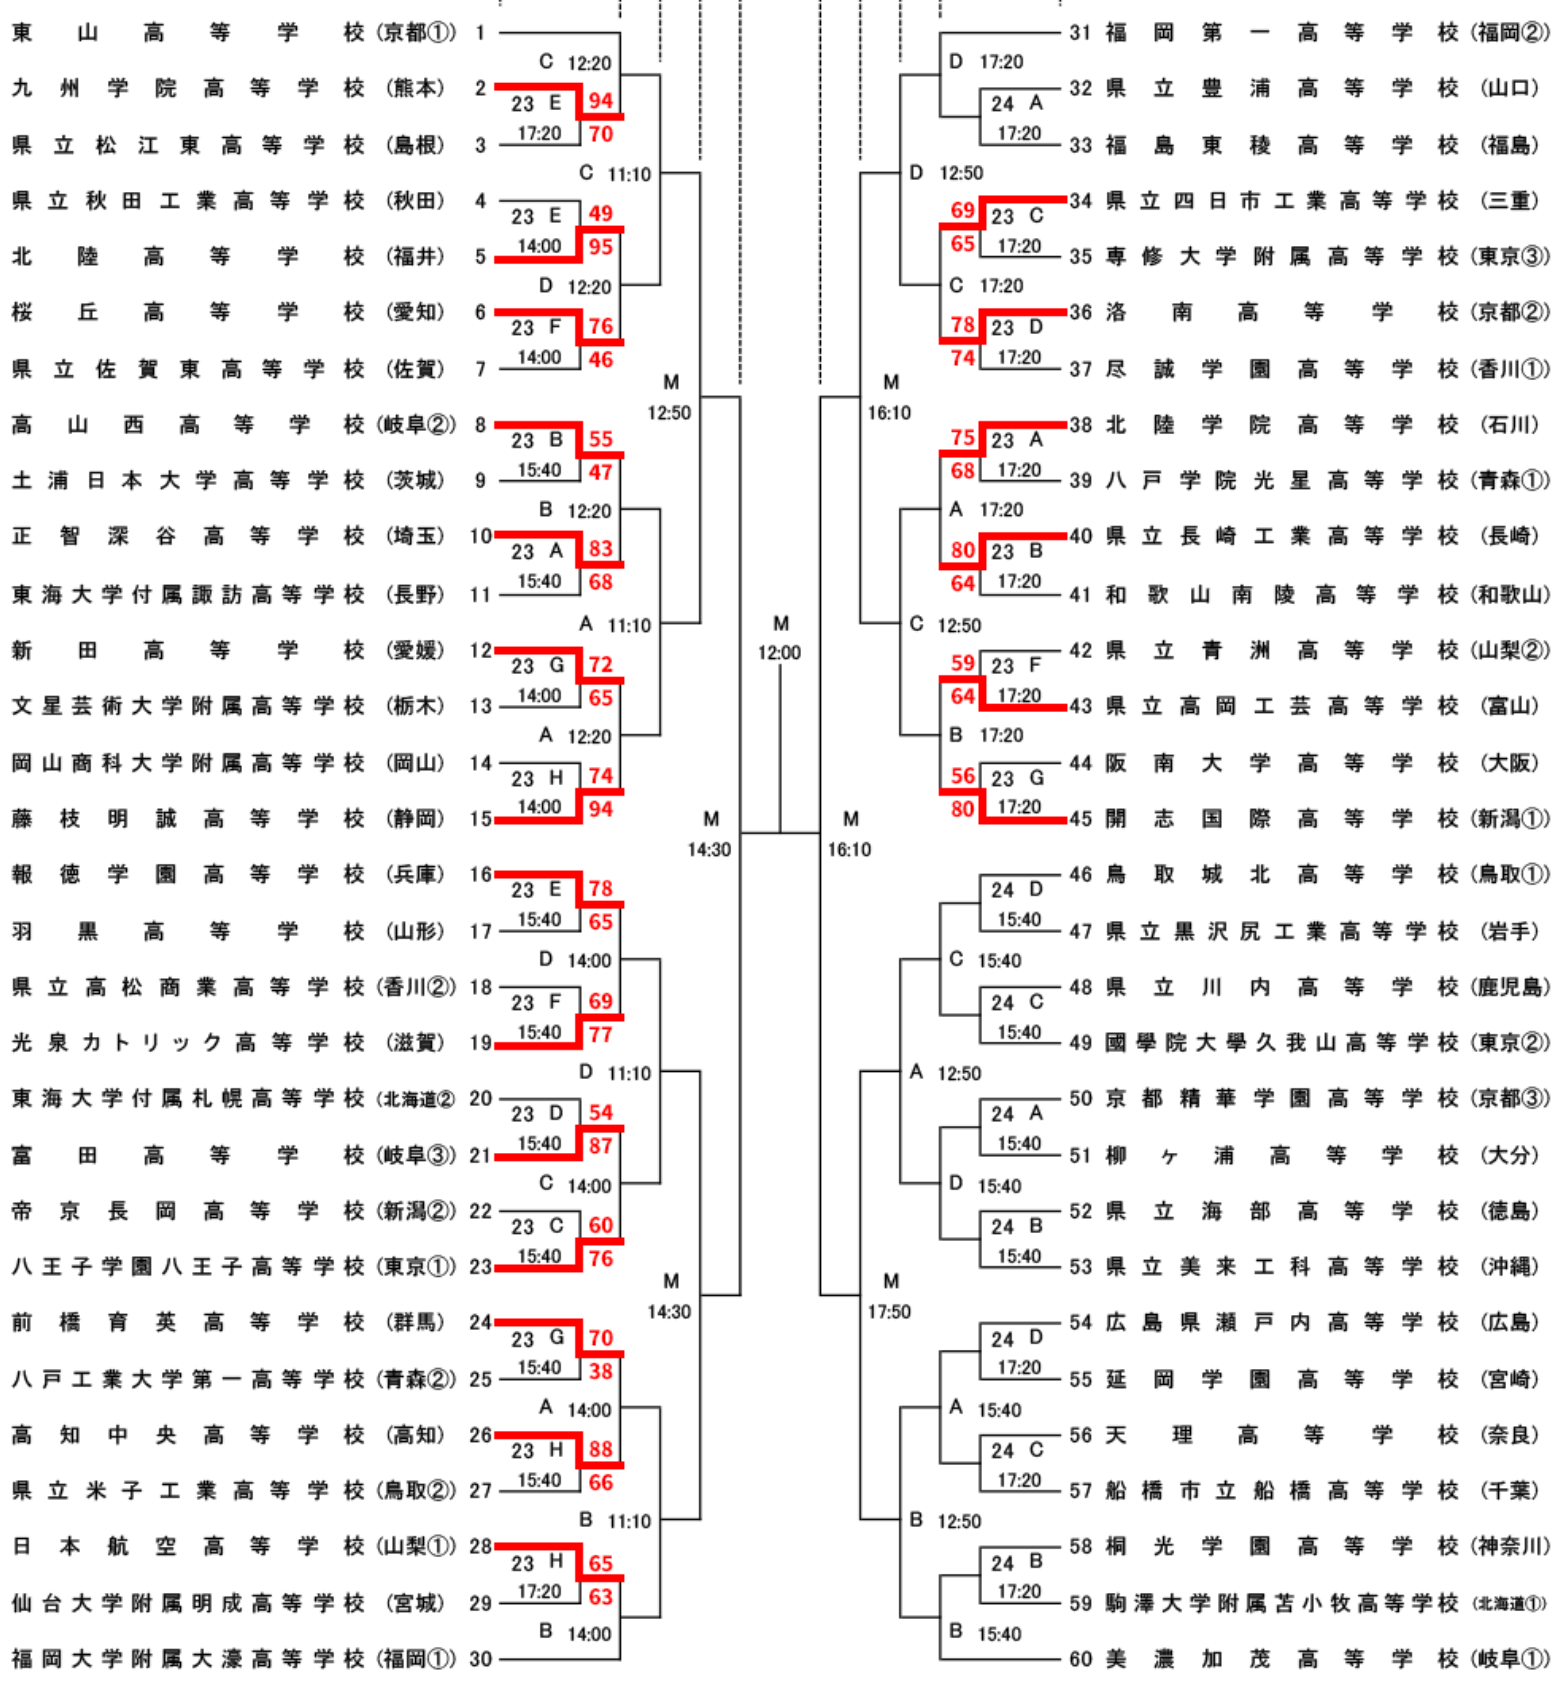 東山高等学校 (京都①) 1
C 12:20
九州学院高等学校 (熊本) 2
23 E 94
17:20 70
県立松江東高等学校 (島根) 3
C 11:10
県立秋田工業高等学校 (秋田) 4
23 E 49
14:00 95
北陸高等学校 (福井) 5
D 12:20
桜丘高等学校 (愛知) 6
23 F 76
14:00 46
県立佐賀東高等学校 (佐賀) 7
M
12:50
高山西高等学校 (岐阜②) 8
23 B 55
15:40 47
土浦日本大学高等学校 (茨城) 9
B 12:20
正智深谷高等学校 (埼玉) 10
23 A 83
15:40 68
東海大学付属諏訪高等学校 (長野) 11
A 11:10
新田高等学校 (愛媛) 12
23 G 72
14:00 65
文星芸術大学附属高等学校 (栃木) 13
A 12:20
岡山商科大学附属高等学校 (岡山) 14
23 H 74
14:00 94
藤枝明誠高等学校 (静岡) 15
M
14:30
報徳学園高等学校 (兵庫) 16
23 E 78
15:40 65
羽黒高等学校 (山形) 17
D 14:00
県立高松商業高等学校 (香川②) 18
23 F 69
15:40 77
光泉カトリック高等学校 (滋賀) 19
D 11:10
東海大学付属札幌高等学校 (北海道② 20
23 D 54
15:40 87
富田高等学校 (岐阜③) 21
C 14:00
帝京長岡高等学校 (新潟②) 22
23 C 60
15:40 76
八王子学園八王子高等学校 (東京①) 23
M
14:30
前橋育英高等学校 (群馬) 24
23 G 70
15:40 38
八戸工業大学第一高等学校 (青森②) 25
A 14:00
高知中央高等学校 (高知) 26
23 H 88
15:40 66
県立米子工業高等学校 (鳥取②) 27
B 11:10
日本航空高等学校 (山梨①) 28
23 H 65
17:20 63
仙台大学附属明成高等学校 (宮城) 29
B 14:00
福岡大学附属大濠高等学校 (福岡①) 30
M
12:00
31 福岡第一高等学校 (福岡②)
D 17:20
32 県立豊浦高等学校 (山口)
24 A
17:20
33 福島東稜高等学校 (福島)
D 12:50
34 県立四日市工業高等学校 (三重)
69 23 C
65 17:20
35 専修大学附属高等学校 (東京③)
C 17:20
36 洛南高等学校 (京都②)
78 23 D
74 17:20
37 尽誠学園高等学校 (香川①)
M
16:10
38 北陸学院高等学校 (石川)
75 23 A
68 17:20
39 八戸学院光星高等学校 (青森①)
A 17:20
40 県立長崎工業高等学校 (長崎)
80 23 B
64 17:20
41 和歌山南陵高等学校 (和歌山)
C 12:50
42 県立青洲高等学校 (山梨②)
59 23 F
64 17:20
43 県立高岡工芸高等学校 (富山)
B 17:20
44 阪南大学高等学校 (大阪)
56 23 G
80 17:20
45 開志国際高等学校 (新潟①)
M
16:10
46 鳥取城北高等学校 (鳥取①)
24 D
15:40
47 県立黒沢尻工業高等学校 (岩手)
C 15:40
48 県立川内高等学校 (鹿児島)
24 C
15:40
49 國學院大學久我山高等学校 (東京②)
A 12:50
50 京都精華学園高等学校 (京都③)
24 A
15:40
51 柳ヶ浦高等学校 (大分)
D 15:40
52 県立海部高等学校 (徳島)
24 B
15:40
53 県立美来工科高等学校 (沖縄)
M
17:50
54 広島県瀬戸内高等学校 (広島)
24 D
17:20
55 延岡学園高等学校 (宮崎)
A 15:40
56 天理高等学校 (奈良)
24 C
17:20
57 船橋市立船橋高等学校 (千葉)
B 12:50
58 桐光学園高等学校 (神奈川)
24 B
17:20
59 駒澤大学附属苫小牧高等学校 (北海道①)
B 15:40
60 美濃加茂高等学校 (岐阜①)